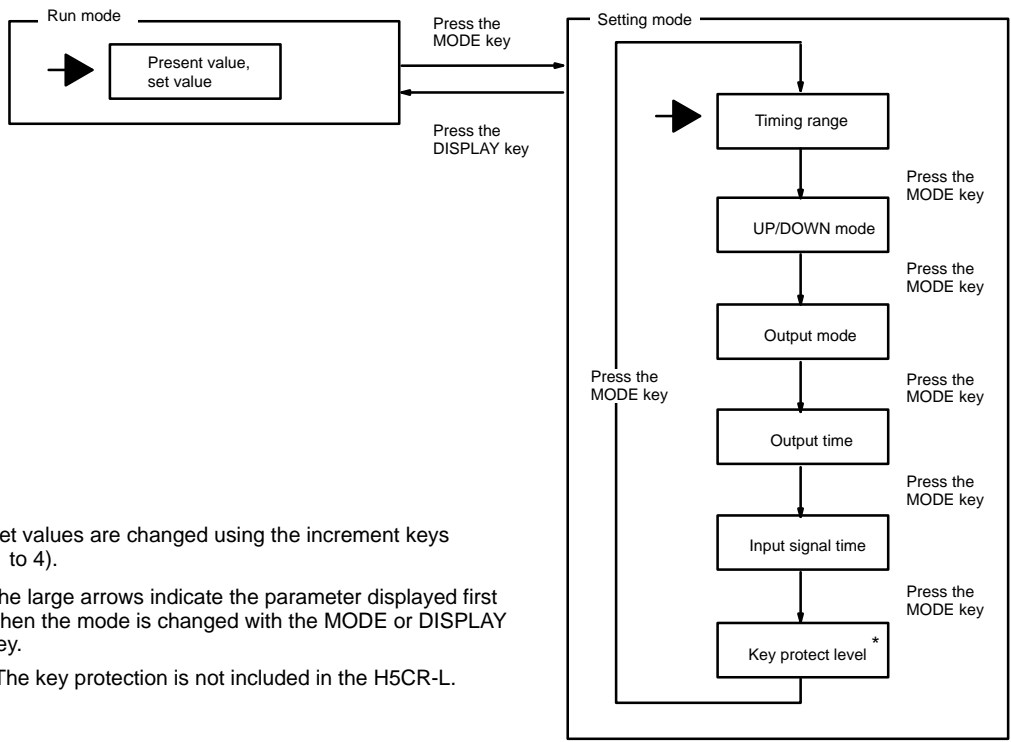 Run mode
Present value,
set value
Press the
MODE key
Press the
DISPLAY key
Setting mode
Timing range
Press the
MODE key
UP/DOWN mode
Press the
MODE key
Output mode
Press the
MODE key
Press the
MODE key
Output time
Press the
MODE key
Input signal time
Press the
MODE key
Key protect level *
et values are changed using the increment keys
to 4).
he large arrows indicate the parameter displayed first
hen the mode is changed with the MODE or DISPLAY
ey.
The key protection is not included in the H5CR-L.